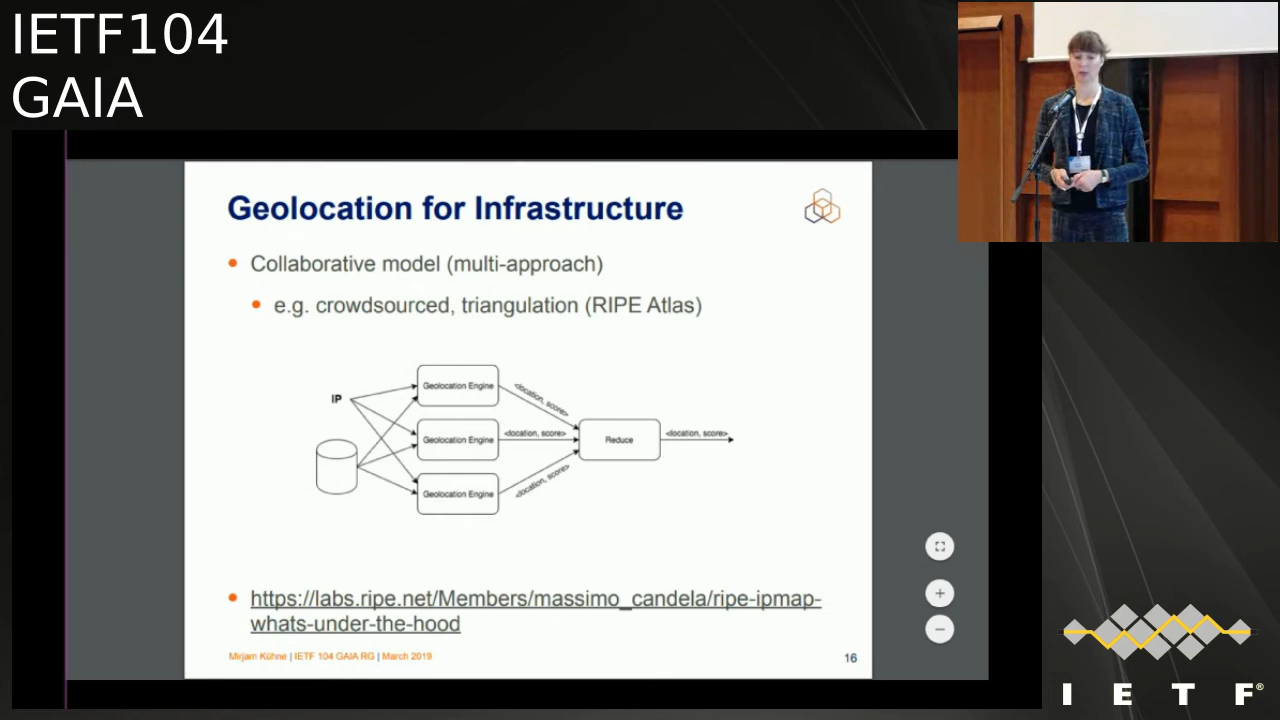 IETF104
GAIA
Geolocation for Infrastructure
Collaborative model (multi-approach)
e.g. crowdsourced, triangulation (RIPE Atlas)
IP
Geolocation Engine
<location, score>
Geolocation Engine
<location, score>
Reduce
<location, score>
Geolocation Engine
<location, score>
https://labs.ripe.net/Members/massimo_candela/ripe-ipmap-
whats-under-the-hood
Mirjam Kühne | IETF 104 GAIA RG | March 2019
16
I E T F®